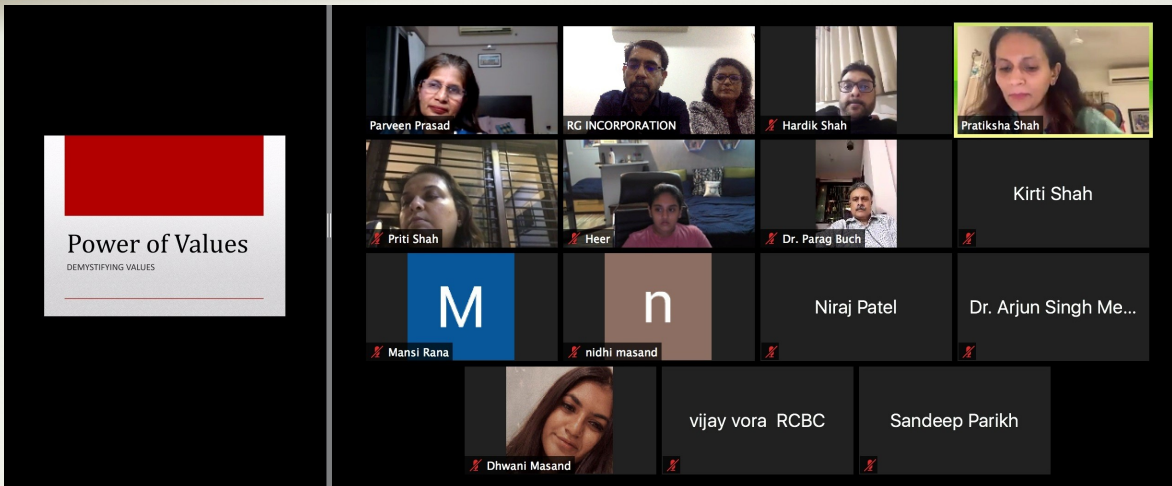 Power of Values
DEMYSTIFYING VALUES
Parveen Prasad
RG INCORPORATION
Hardik Shah
Pratiksha Shah
Priti Shah
Heer
Dr. Parag Buch
Kirti Shah
M
Mansi Rana
n
nidhi masand
Niraj Patel
Dr. Arjun Singh Me...
Dhwani Masand
vijay vora RCBC
Sandeep Parikh